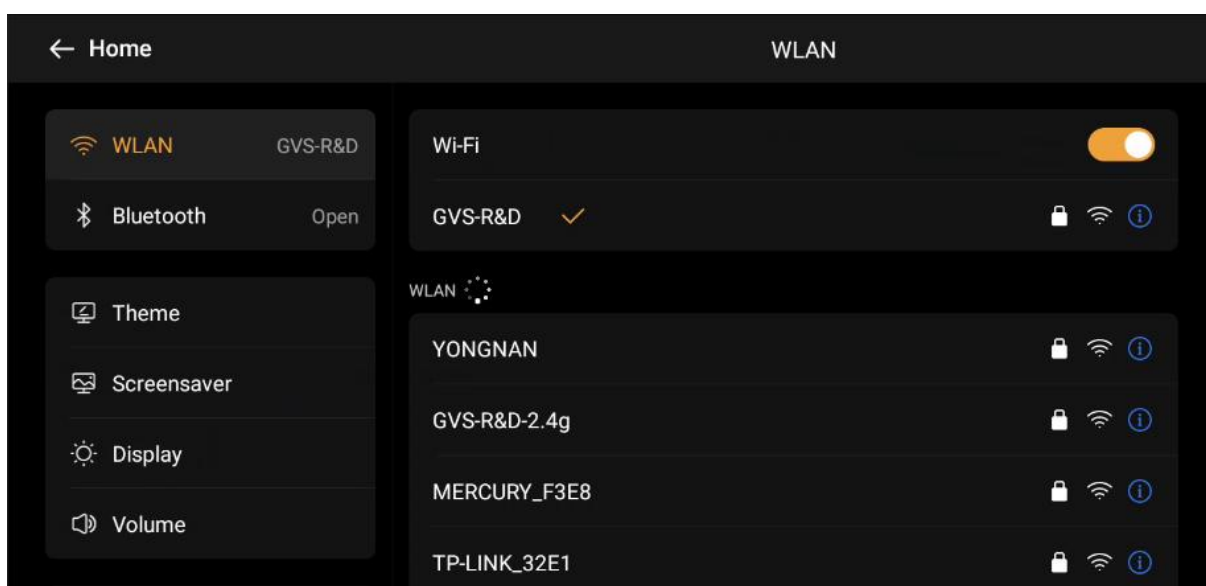 Home
WLAN
WLAN GVS-R&D
Bluetooth Open
Theme
Screensaver
Display
Volume
Wi-Fi
GVS-R&D
WLAN
YONGNAN
GVS-R&D-2.4g
MERCURY_F3E8
TP-LINK_32E1